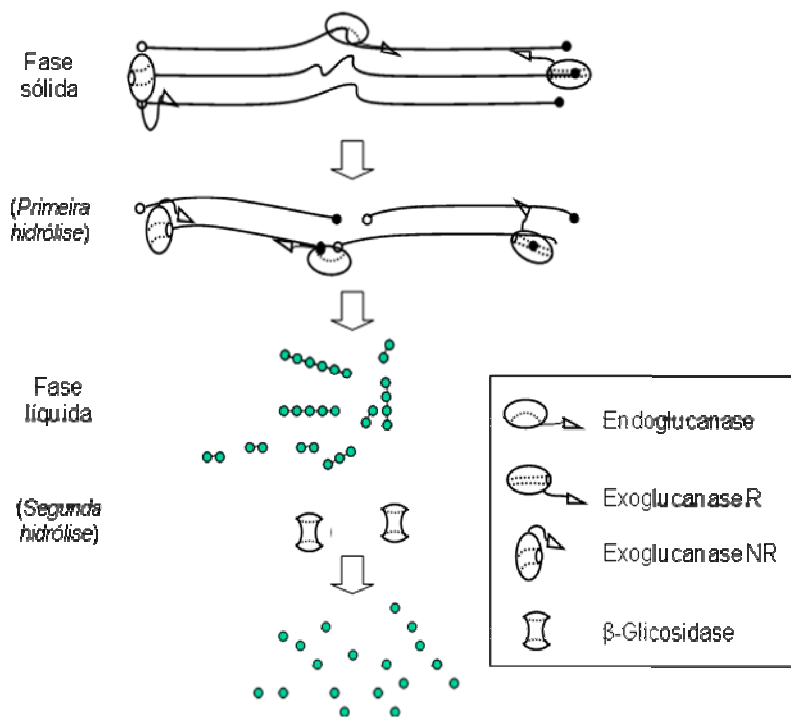 Fase
sólida
(Primeira
hidrólise)
Fase
líquida
(Segunda
hidrólise)
Endoglucanase
Exoglucanase R
Exoglucanase NR
β-Glicosidase